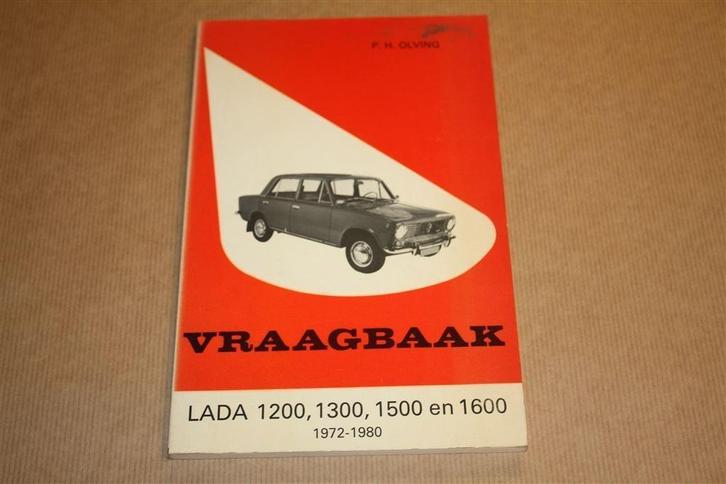 P. H. OLVING
VRAAGBAAK
LADA 1200, 1300, 1500 en 1600
1972-1980